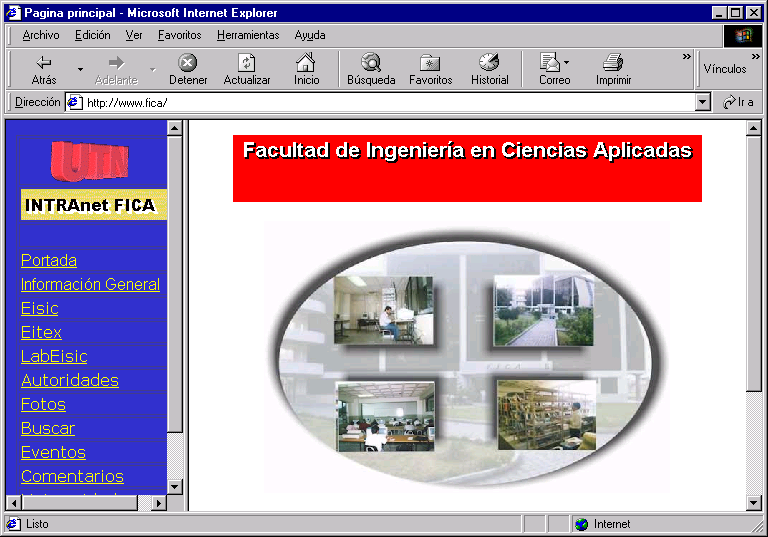 Pagina principal - Microsoft Internet Explorer
Archivo Edición Ver Favoritos Herramientas Ayuda
Atrás Adelante Detener Actualizar Inicio Búsqueda Favoritos Historial Correo Imprimir » Vínculos »
Dirección http://www.fica/ Ir a
UTN
INTRAnet FICA
Portada
Información General
Eisic
Eitex
LabEisic
Autoridades
Fotos
Buscar
Eventos
Comentarios
Facultad de Ingeniería en Ciencias Aplicadas
Listo Internet